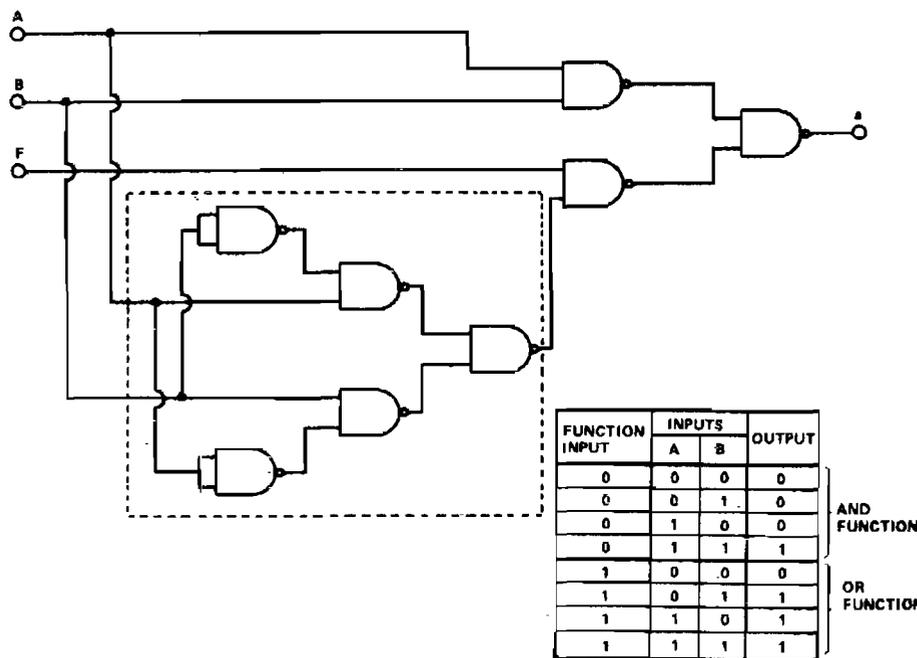 A
B
F
a
FUNCTION INPUT INPUTS OUTPUT
A B
0 0 0 0
0 0 1 0
0 1 0 0
0 1 1 1
AND FUNCTION
1 0 0 0
1 0 1 1
1 1 0 1
1 1 1 1
OR FUNCTION